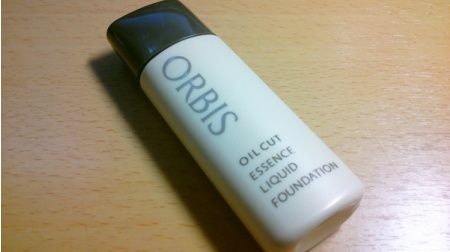 ORBIS
OIL CUT
ESSENCE
LIQUID
FOUNDATION